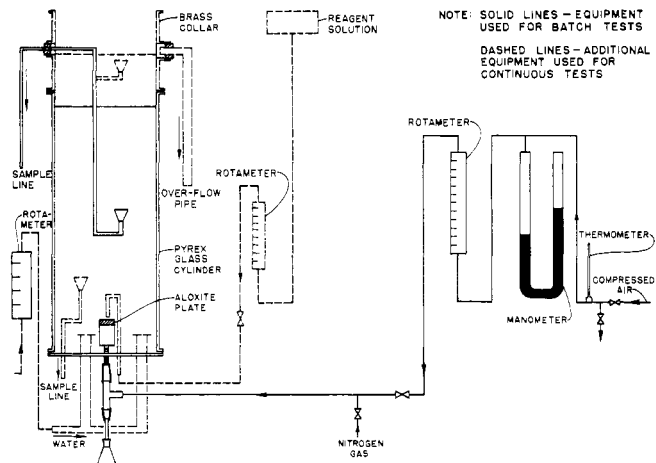 BRASS
COLLAR
REAGENT
SOLUTION
NOTE: SOLID LINES — EQUIPMENT
USED FOR BATCH TESTS
DASHED LINES — ADDITIONAL
EQUIPMENT USED FOR
CONTINUOUS TESTS
ROTAMETER
SAMPLE
LINE
OVER-FLOW
PIPE
ROTAMETER
ROTA-
METER
PYREX
GLASS
CYLINDER
THERMOMETER
ALOXITE
PLATE
COMPRESSED
AIR
MANOMETER
SAMPLE
LINE
WATER
NITROGEN
GAS